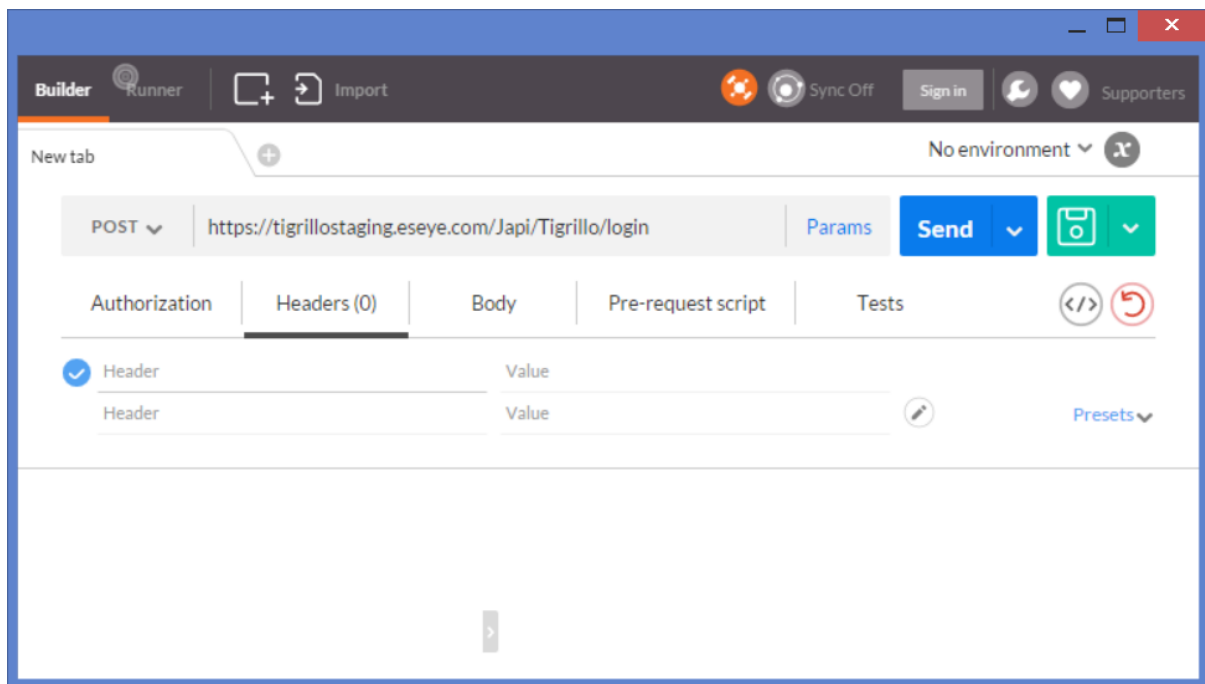 Builder Runner Import Sync Off Sign in Supporters
New tab No environment x
POST https://tigrillostaging.eseye.com/Japi/Tigrillo/login Params Send
Authorization Headers (0) Body Pre-request script Tests </>
Header Value
Header Value Presets